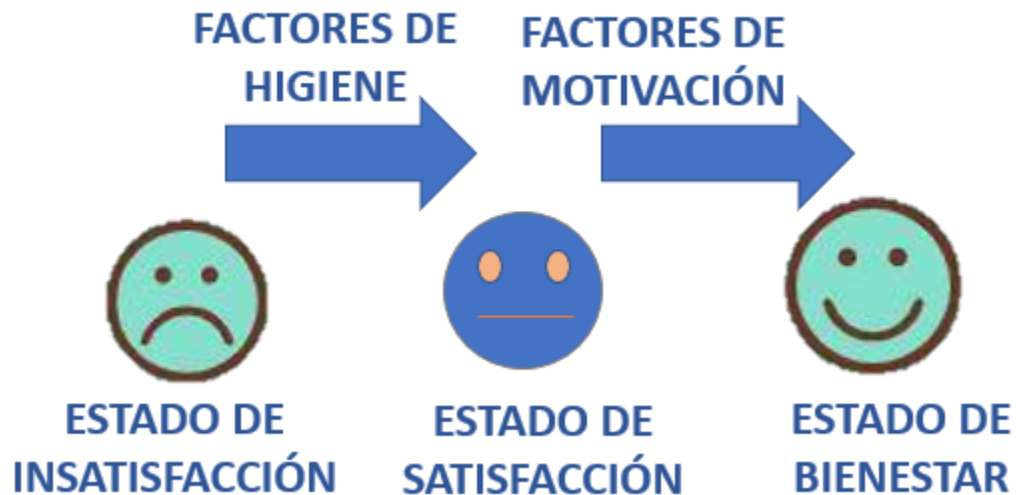 FACTORES DE
HIGIENE
FACTORES DE
MOTIVACIÓN
ESTADO DE
INSATISFACCIÓN
ESTADO DE
SATISFACCIÓN
ESTADO DE
BIENESTAR